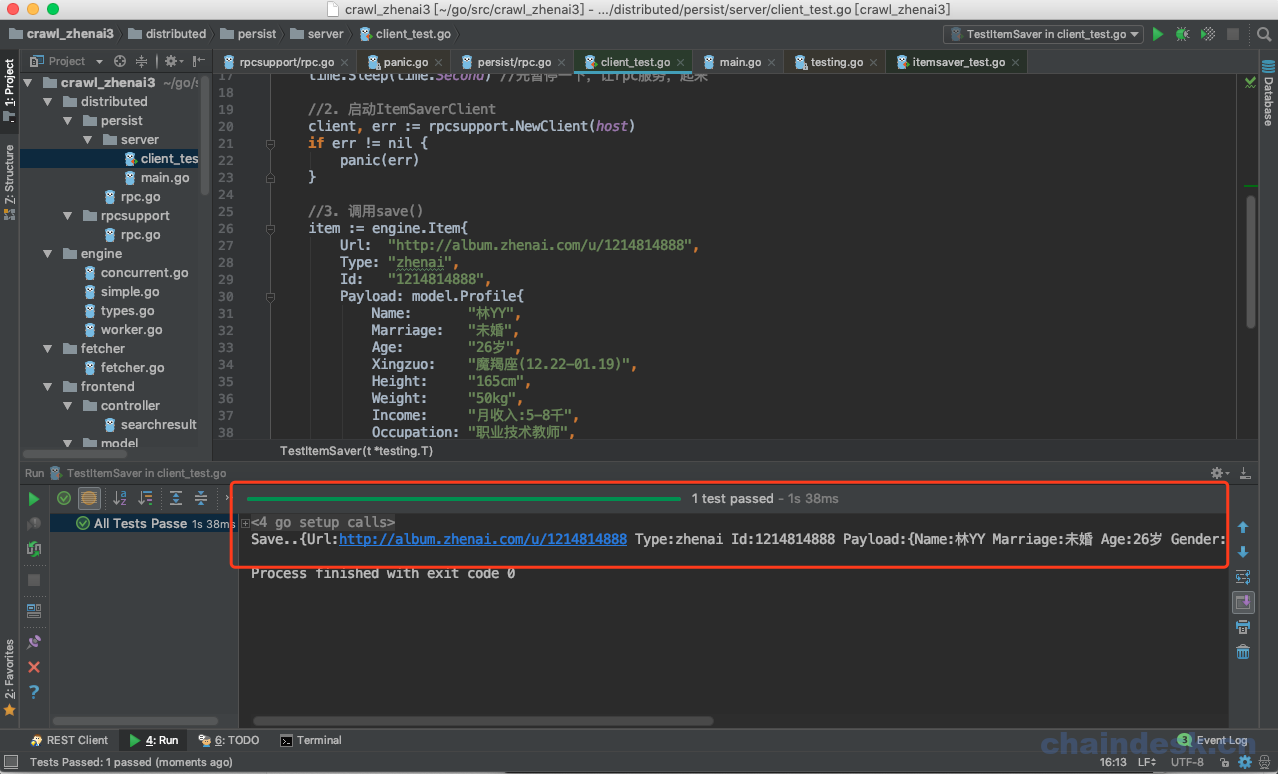 crawl_zhenai3 [~/go/src/crawl_zhenai3] - .../distributed/persist/server/client_test.go [crawl_zhenai3]
crawl_zhenai3 distributed persist server client_test.go TestItemSaver in client_test.go
Project rpcsupport/rpc.go panic.go persist/rpc.go client_test.go main.go testing.go itemsaver_test.go
1: Project
Z: Structure
2: Favorites
Database
crawl_zhenai3 ~/go/s
distributed
persist
server
client_tes
main.go
rpc.go
rpcsupport
rpc.go
engine
concurrent.go
simple.go
types.go
worker.go
fetcher
fetcher.go
frontend
controller
searchresult
model
17 time.Sleep(time.Second) //先暂停一下，让rpc服务，起来
18
19 //2. 启动ItemSaverClient
20 client, err := rpcsupport.NewClient(host)
21 if err != nil {
22 panic(err)
23 }
24
25 //3. 调用save()
26 item := engine.Item{
27 Url: "http://album.zhenai.com/u/1214814888",
28 Type: "zhenai",
29 Id: "1214814888",
30 Payload: model.Profile{
31 Name: "林YY",
32 Marriage: "未婚",
33 Age: "26岁",
34 Xingzuo: "魔羯座(12.22-01.19)",
35 Height: "165cm",
36 Weight: "50kg",
37 Income: "月收入:5-8千",
38 Occupation: "职业技术教师",
TestItemSaver(t *testing.T)
Run TestItemSaver in client_test.go
1 test passed - 1s 38ms
All Tests Passe 1s 38ms
<4 go setup calls>
Save..{Url:http://album.zhenai.com/u/1214814888 Type:zhenai Id:1214814888 Payload:{Name:林YY Marriage:未婚 Age:26岁 Gender:
Process finished with exit code 0
REST Client 4: Run 6: TODO Terminal 3 Event Log
chaindesk.cn
Tests Passed: 1 passed (moments ago) 16:13 LF÷ UTF-8